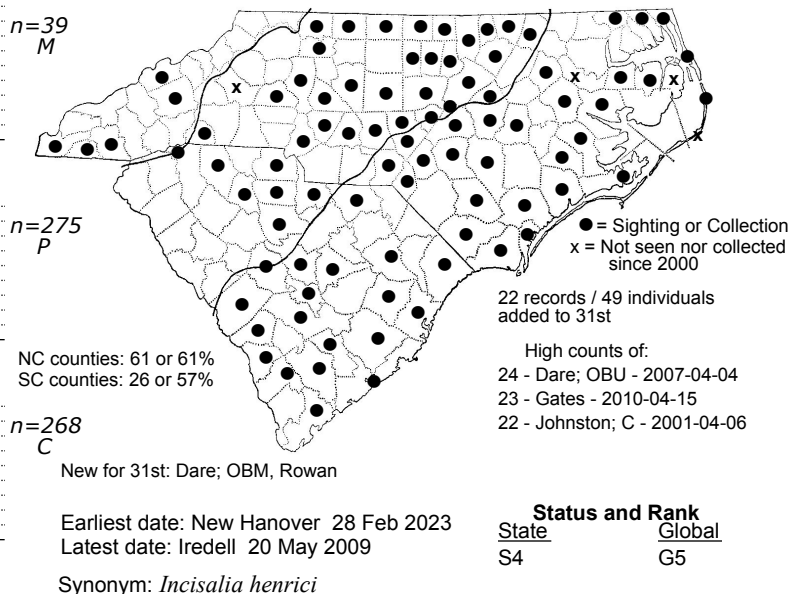 n=39
M
n=275
P
n=268
C
x
x
x
x
● = Sighting or Collection
x = Not seen nor collected
since 2000
22 records / 49 individuals
added to 31st
NC counties: 61 or 61%
SC counties: 26 or 57%
High counts of:
24 - Dare; OBU - 2007-04-04
23 - Gates - 2010-04-15
22 - Johnston; C - 2001-04-06
New for 31st: Dare; OBM, Rowan
Earliest date: New Hanover 28 Feb 2023
Latest date: Iredell 20 May 2009
Synonym: Incisalia henrici
Status and Rank
State Global
S4 G5